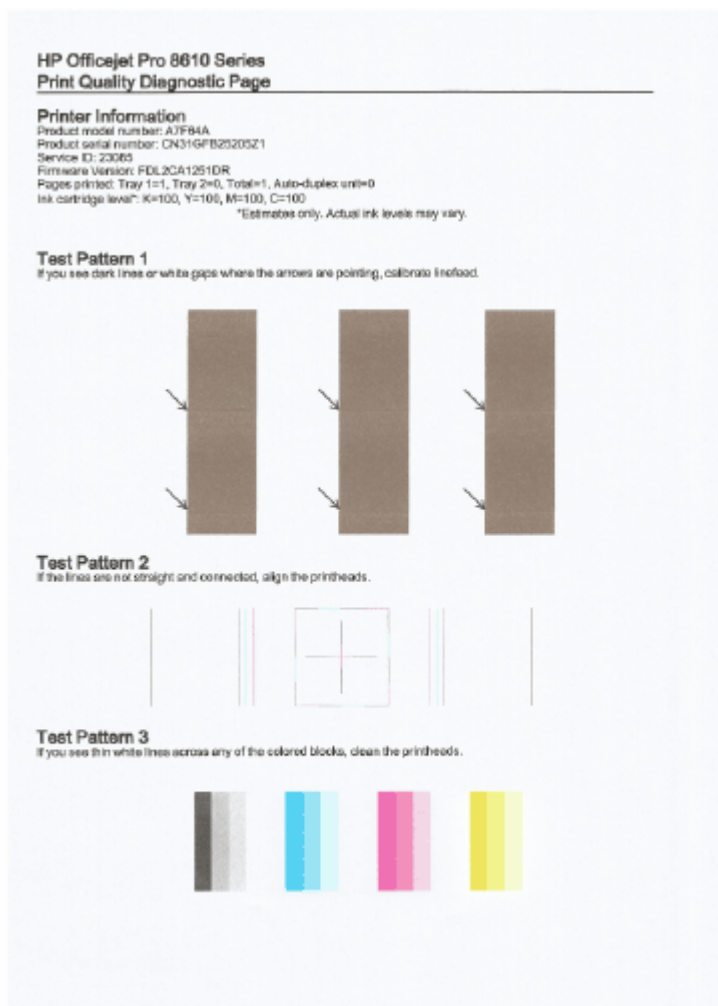 HP Officejet Pro 8610 Series
Print Quality Diagnostic Page
Printer Information
Product model number: A7F64A
Product serial number: CN31GFB25205Z1
Service ID: 23065
Firmware Version: FDL2CA1251DR
Pages printed: Tray 1=1, Tray 2=0, Total=1, Auto-duplex unit=0
Ink cartridge level*: K=100, Y=100, M=100, C=100
*Estimates only. Actual ink levels may vary.
Test Pattern 1
If you see dark lines or white gaps where the arrows are pointing, calibrate linefeed.
Test Pattern 2
If the lines are not straight and connected, align the printheads.
Test Pattern 3
If you see thin white lines across any of the colored blocks, clean the printheads.